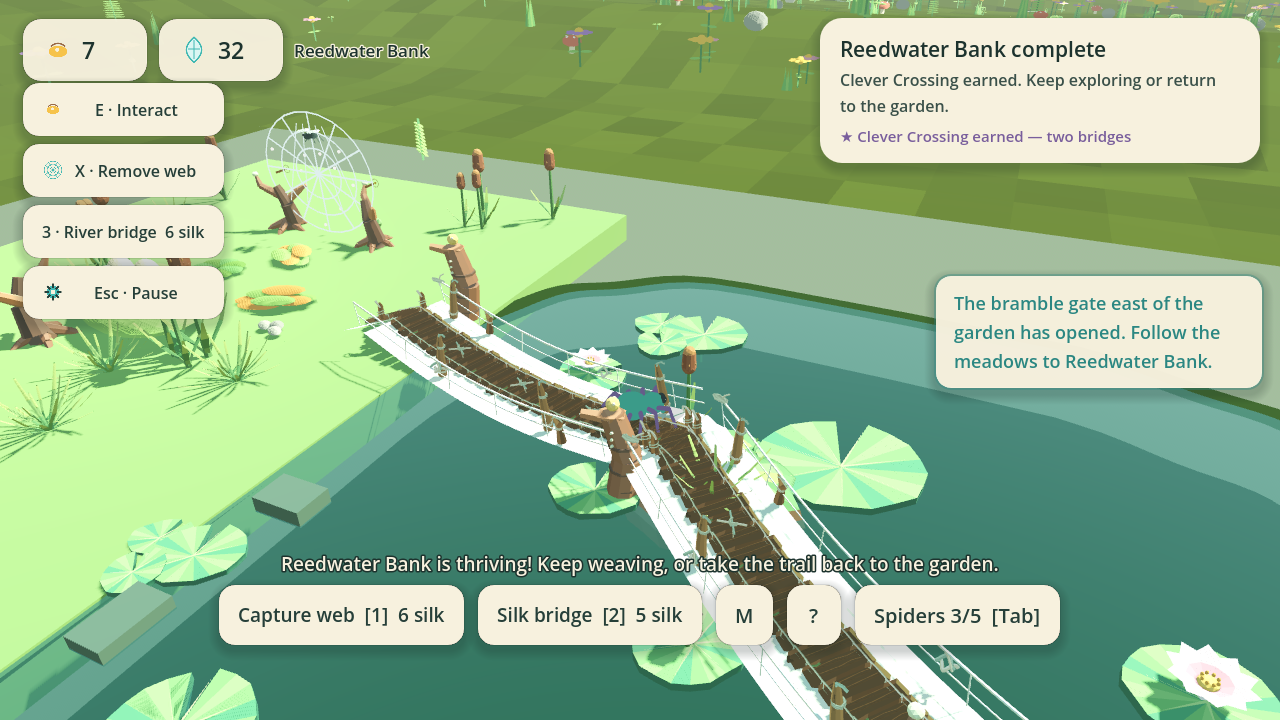 7
32
Reedwater Bank
E · Interact
X · Remove web
3 · River bridge 6 silk
Esc · Pause
Reedwater Bank complete
Clever Crossing earned. Keep exploring or return
to the garden.
★ Clever Crossing earned — two bridges
The bramble gate east of the
garden has opened. Follow the
meadows to Reedwater Bank.
Reedwater Bank is thriving! Keep weaving, or take the trail back to the garden.
Capture web [1] 6 silk
Silk bridge [2] 5 silk
M
?
Spiders 3/5 [Tab]